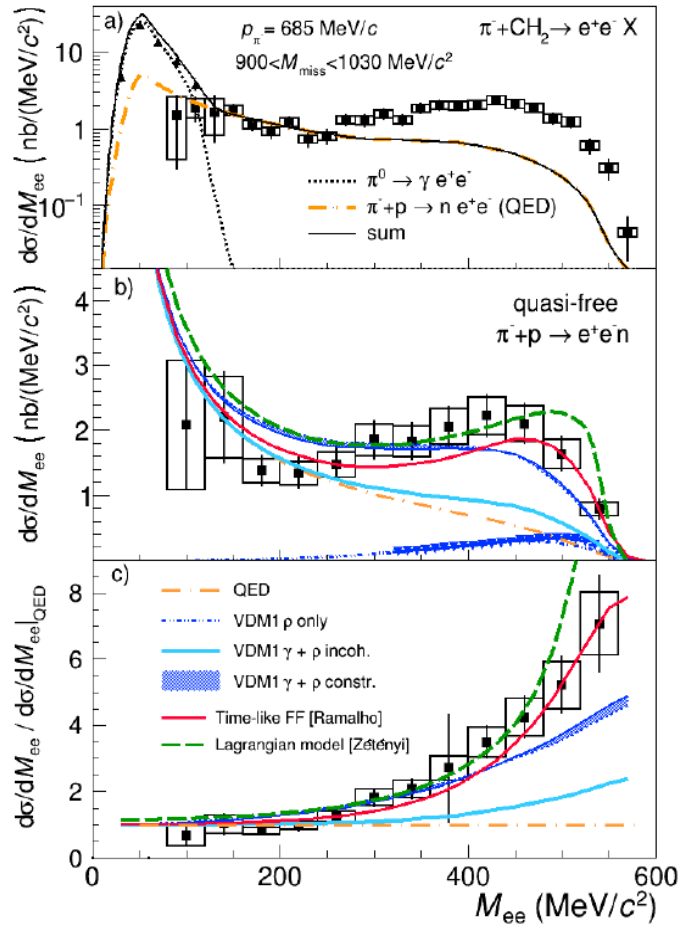 a)
p_π = 685 MeV/c
π⁻+CH₂→ e⁺e⁻ X
900<M_miss<1030 MeV/c²
dσ/dM_ee ( nb/(MeV/c²) )
10
1
10⁻¹
π⁰ → γ e⁺e⁻
π⁻+p → n e⁺e⁻ (QED)
sum
b)
quasi-free
π⁻+p → e⁺e⁻n
dσ/dM_ee ( nb/(MeV/c²) )
4
3
2
1
c)
dσ/dM_ee / dσ/dM_ee|_QED
8
6
4
2
0
QED
VDM1 ρ only
VDM1 γ + ρ incoh.
VDM1 γ + ρ constr.
Time-like FF [Ramalho]
Lagrangian model [Zétényi]
0 200 400 600
M_ee (MeV/c²)